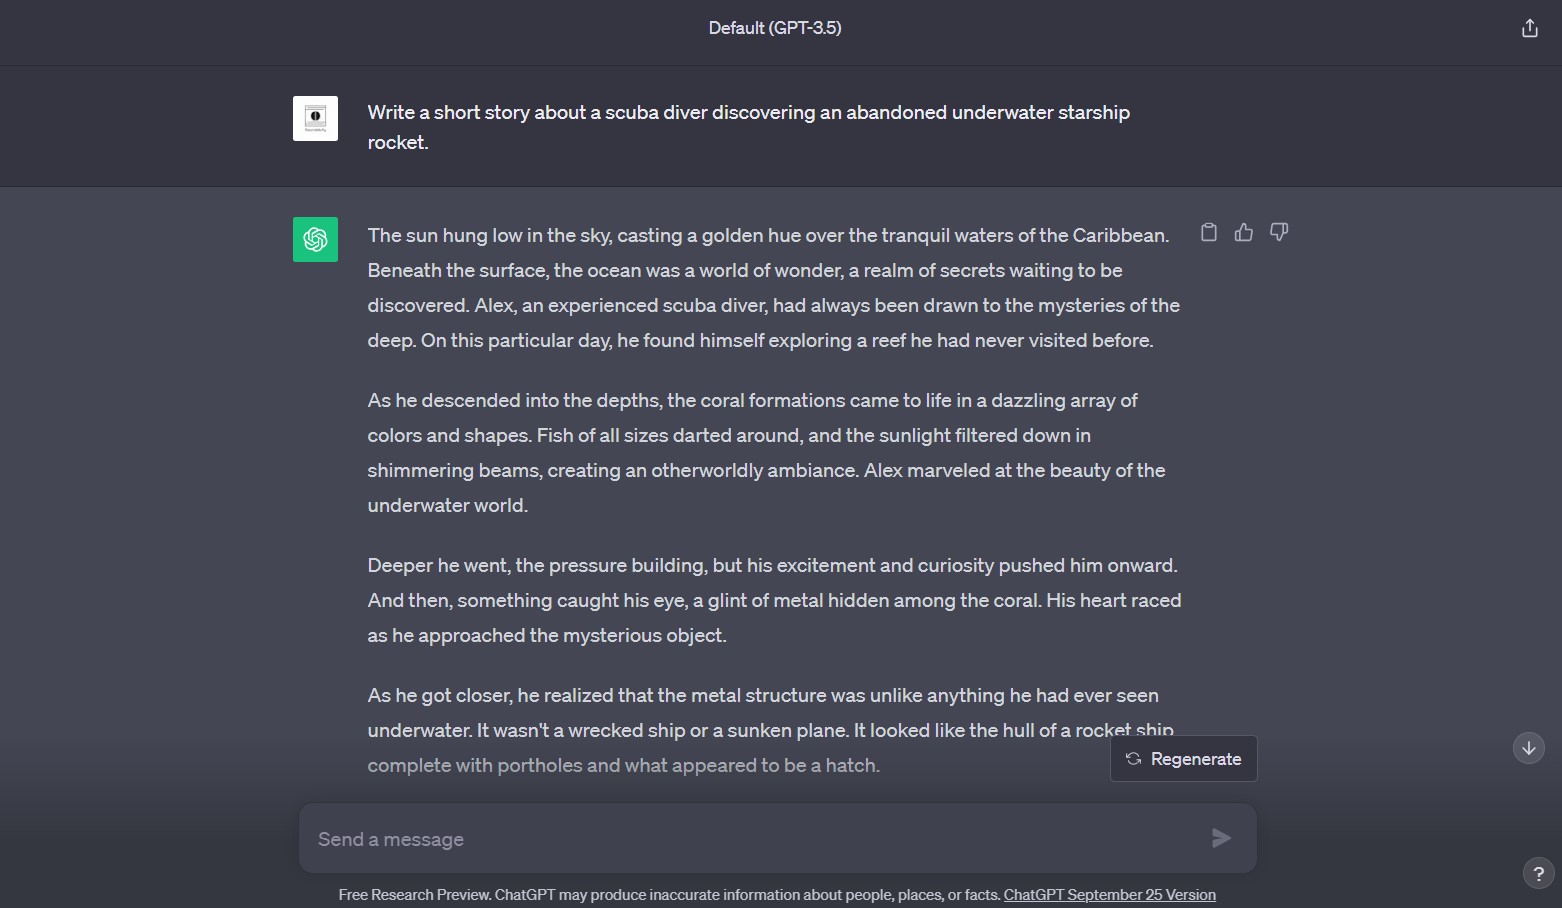 Default (GPT-3.5)
Write a short story about a scuba diver discovering an abandoned underwater starship
rocket.
The sun hung low in the sky, casting a golden hue over the tranquil waters of the Caribbean.
Beneath the surface, the ocean was a world of wonder, a realm of secrets waiting to be
discovered. Alex, an experienced scuba diver, had always been drawn to the mysteries of the
deep. On this particular day, he found himself exploring a reef he had never visited before.
As he descended into the depths, the coral formations came to life in a dazzling array of
colors and shapes. Fish of all sizes darted around, and the sunlight filtered down in
shimmering beams, creating an otherworldly ambiance. Alex marveled at the beauty of the
underwater world.
Deeper he went, the pressure building, but his excitement and curiosity pushed him onward.
And then, something caught his eye, a glint of metal hidden among the coral. His heart raced
as he approached the mysterious object.
As he got closer, he realized that the metal structure was unlike anything he had ever seen
underwater. It wasn't a wrecked ship or a sunken plane. It looked like the hull of a rocket ship
complete with portholes and what appeared to be a hatch.
Regenerate
Send a message
?
Free Research Preview. ChatGPT may produce inaccurate information about people, places, or facts. ChatGPT September 25 Version